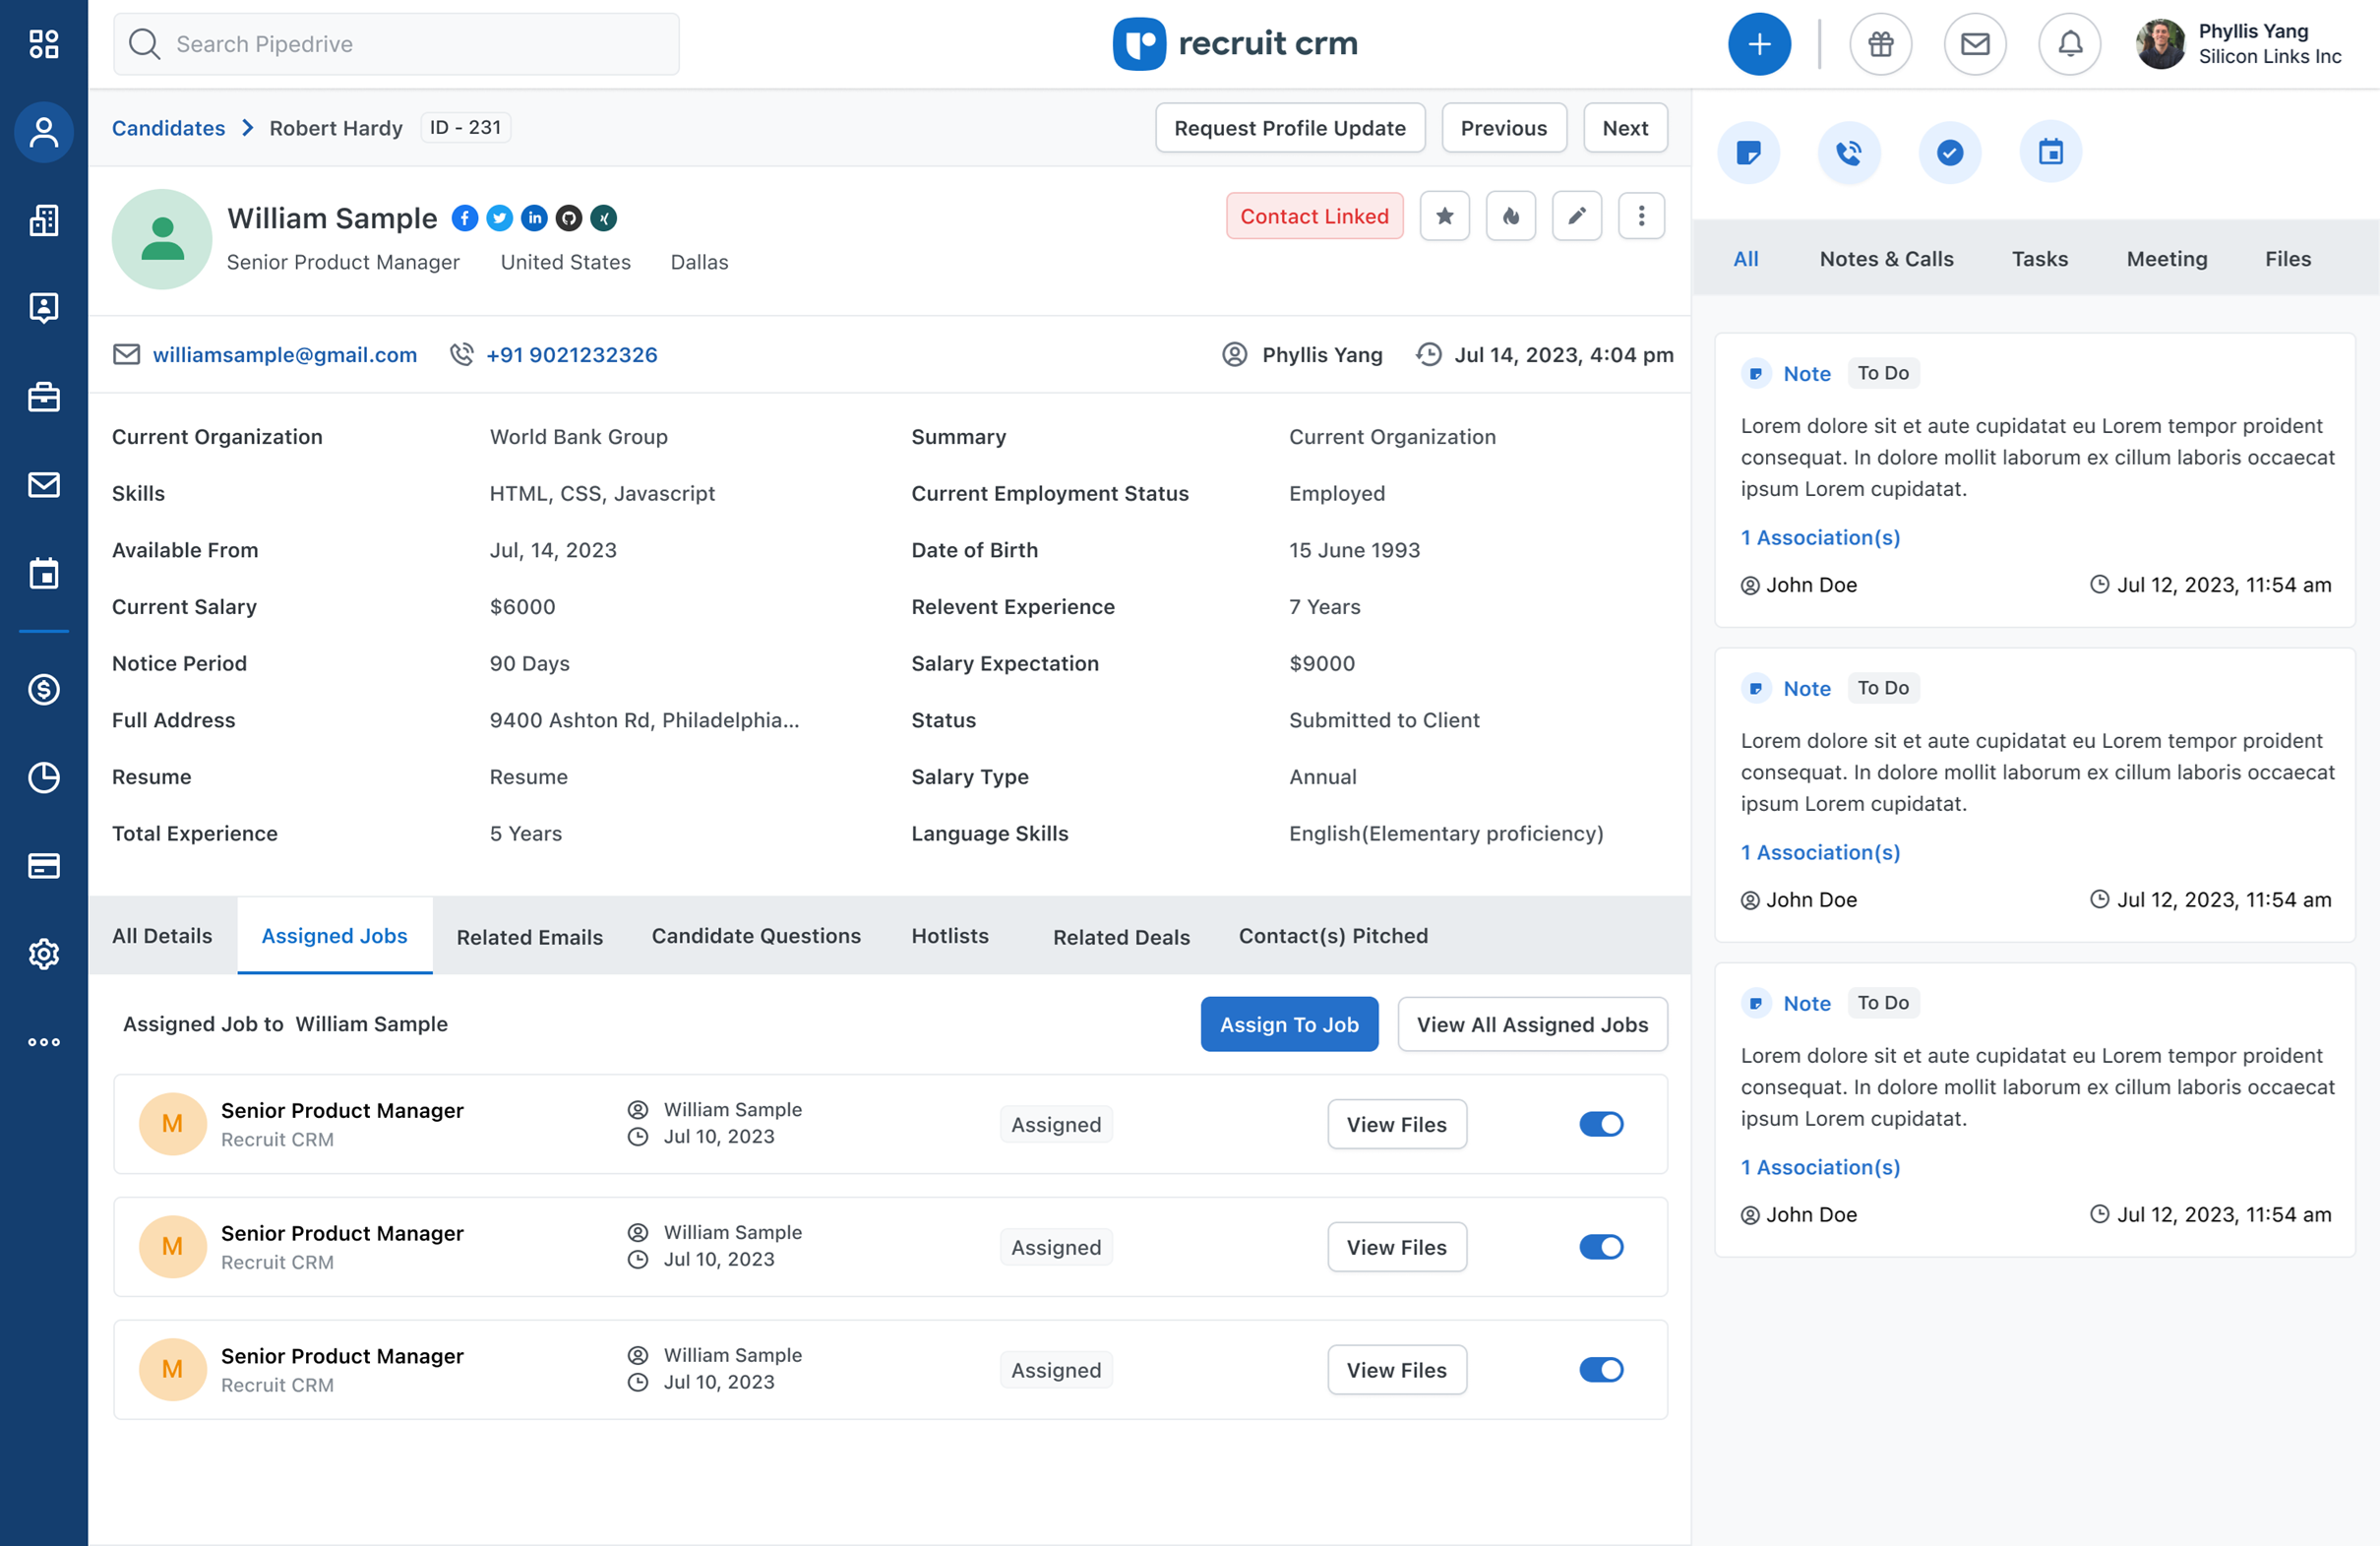 Search Pipedrive
recruit crm
Phyllis Yang
Silicon Links Inc
Candidates
Robert Hardy
ID - 231
Request Profile Update
Previous
Next
William Sample
Senior Product Manager
United States
Dallas
Contact Linked
williamsample@gmail.com
+91 9021232326
Phyllis Yang
Jul 14, 2023, 4:04 pm
Current Organization
World Bank Group
Summary
Current Organization
Skills
HTML, CSS, Javascript
Current Employment Status
Employed
Available From
Jul, 14, 2023
Date of Birth
15 June 1993
Current Salary
$6000
Relevent Experience
7 Years
Notice Period
90 Days
Salary Expectation
$9000
Full Address
9400 Ashton Rd, Philadelphia...
Status
Submitted to Client
Resume
Resume
Salary Type
Annual
Total Experience
5 Years
Language Skills
English(Elementary proficiency)
All Details
Assigned Jobs
Related Emails
Candidate Questions
Hotlists
Related Deals
Contact(s) Pitched
Assigned Job to William Sample
Assign To Job
View All Assigned Jobs
M
Senior Product Manager
Recruit CRM
William Sample
Jul 10, 2023
Assigned
View Files
M
Senior Product Manager
Recruit CRM
William Sample
Jul 10, 2023
Assigned
View Files
M
Senior Product Manager
Recruit CRM
William Sample
Jul 10, 2023
Assigned
View Files
All
Notes & Calls
Tasks
Meeting
Files
Note
To Do
Lorem dolore sit et aute cupidatat eu Lorem tempor proident
consequat. In dolore mollit laborum ex cillum laboris occaecat
ipsum Lorem cupidatat.
1 Association(s)
John Doe
Jul 12, 2023, 11:54 am
Note
To Do
Lorem dolore sit et aute cupidatat eu Lorem tempor proident
consequat. In dolore mollit laborum ex cillum laboris occaecat
ipsum Lorem cupidatat.
1 Association(s)
John Doe
Jul 12, 2023, 11:54 am
Note
To Do
Lorem dolore sit et aute cupidatat eu Lorem tempor proident
consequat. In dolore mollit laborum ex cillum laboris occaecat
ipsum Lorem cupidatat.
1 Association(s)
John Doe
Jul 12, 2023, 11:54 am